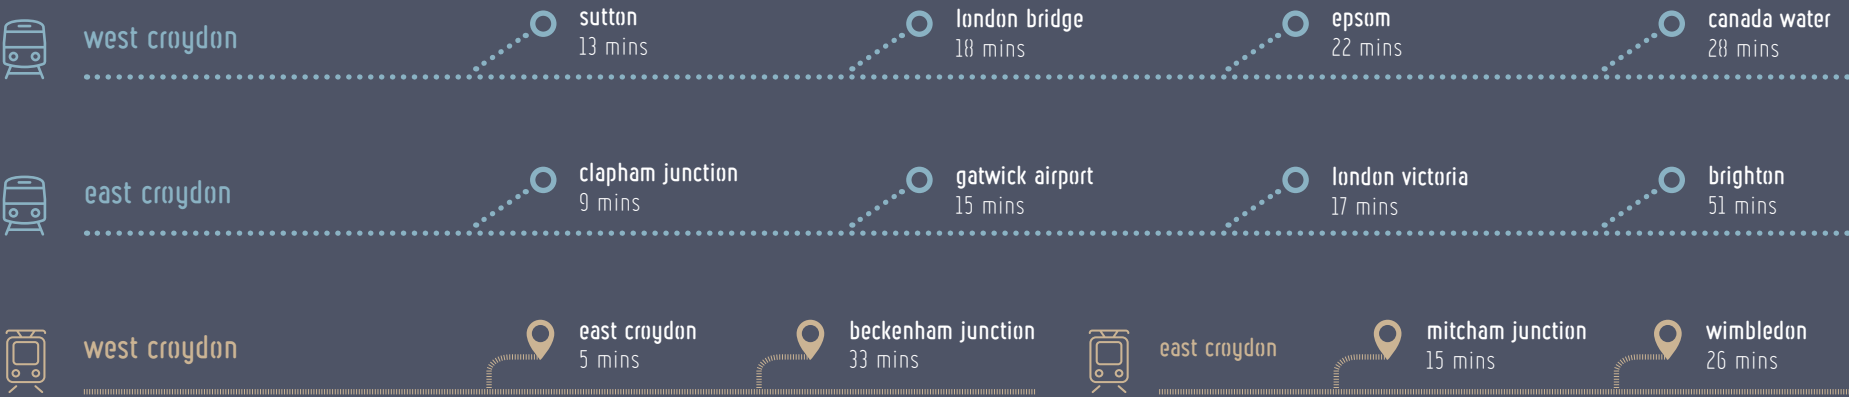 west croydon
sutton
13 mins
london bridge
18 mins
epsom
22 mins
canada water
28 mins
east croydon
clapham junction
9 mins
gatwick airport
15 mins
london victoria
17 mins
brighton
51 mins
west croydon
east croydon
5 mins
beckenham junction
33 mins
east croydon
mitcham junction
15 mins
wimbledon
26 mins